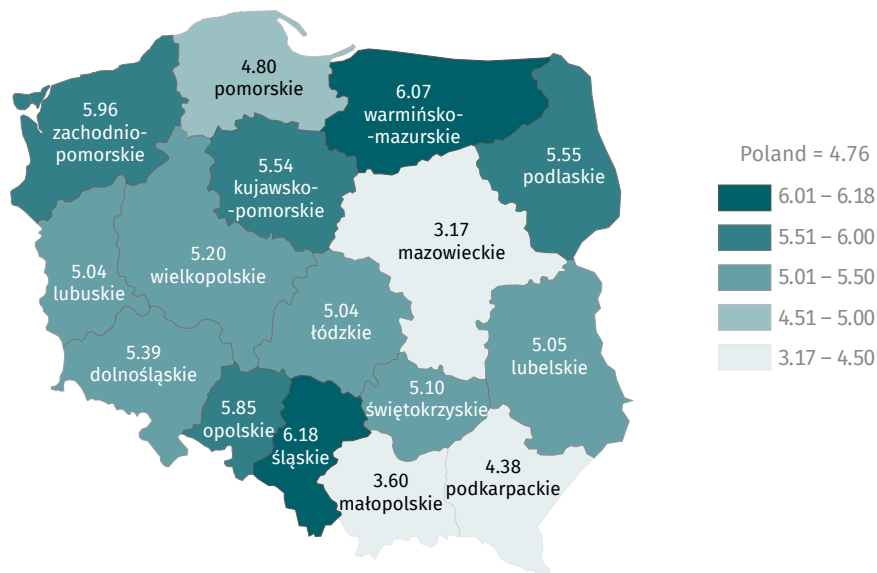 4.80
pomorskie
6.07
warmińsko-
-mazurskie
5.96
zachodnio-
pomorskie
5.54
kujawsko-
-pomorskie
5.55
podlaskie
3.17
mazowieckie
5.20
wielkopolskie
5.04
lubuskie
5.04
łódzkie
5.39
dolnośląskie
5.05
lubelskie
5.10
świętokrzyskie
5.85
opolskie
6.18
śląskie
3.60
małopolskie
4.38
podkarpackie
Poland = 4.76
6.01 – 6.18
5.51 – 6.00
5.01 – 5.50
4.51 – 5.00
3.17 – 4.50